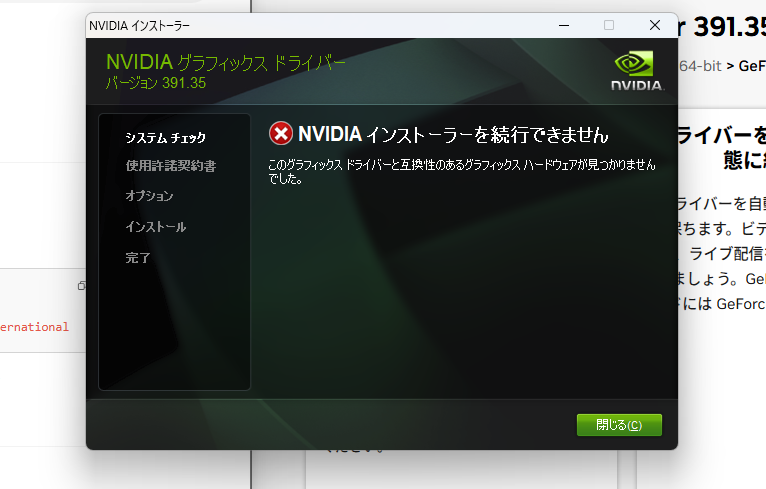 NVIDIA インストーラー
NVIDIA グラフィックス ドライバー
バージョン 391.35
NVIDIA.
システム チェック
使用許諾契約書
オプション
インストール
完了
NVIDIA インストーラーを続行できません
このグラフィックス ドライバーと互換性のあるグラフィックス ハードウェアが見つかりません
でした。
閉じる(C)
ernational
r 391.35
64-bit > GeF
ライバーを
態に
ライバーを自
保ちます。ビデ
ライブ配信
ましょう。Ge
ドには GeForc